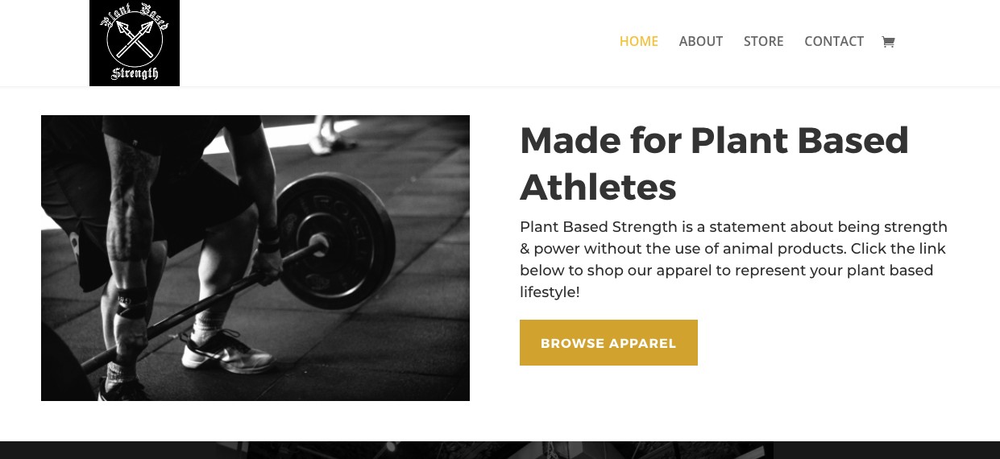 Plant Based
Strength
HOME ABOUT STORE CONTACT
Made for Plant Based
Athletes
Plant Based Strength is a statement about being strength
& power without the use of animal products. Click the link
below to shop our apparel to represent your plant based
lifestyle!
BROWSE APPAREL